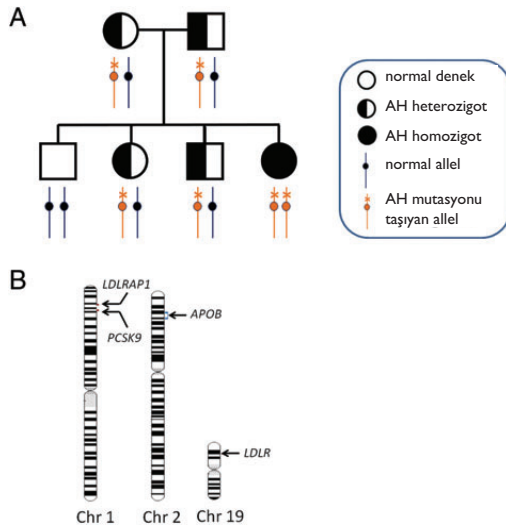 A
normal denek
AH heterozigot
AH homozigot
normal allel
AH mutasyonu
taşıyan allel
B
LDLRAP1
PCSK9
APOB
LDLR
Chr 1
Chr 2
Chr 19